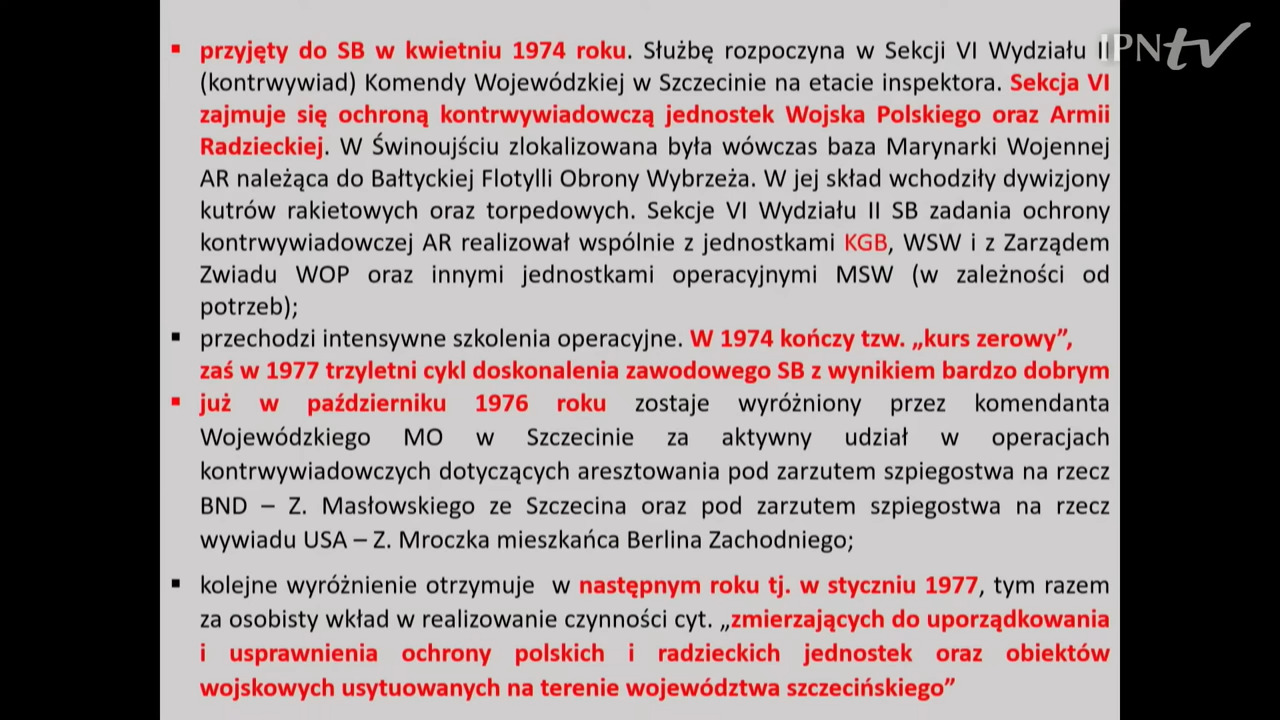 IPNtv
▪ przyjęty do SB w kwietniu 1974 roku. Służbę rozpoczyna w Sekcji VI Wydziału II
(kontrwywiad) Komendy Wojewódzkiej w Szczecinie na etacie inspektora. Sekcja VI
zajmuje się ochroną kontrwywiadowczą jednostek Wojska Polskiego oraz Armii
Radzieckiej. W Świnoujściu zlokalizowana była wówczas baza Marynarki Wojennej
AR należąca do Bałtyckiej Flotylli Obrony Wybrzeża. W jej skład wchodziły dywizjony
kutrów rakietowych oraz torpedowych. Sekcje VI Wydziału II SB zadania ochrony
kontrwywiadowczej AR realizował wspólnie z jednostkami KGB, WSW i z Zarządem
Zwiadu WOP oraz innymi jednostkami operacyjnymi MSW (w zależności od
potrzeb);
▪ przechodzi intensywne szkolenia operacyjne. W 1974 kończy tzw. „kurs zerowy”,
zaś w 1977 trzyletni cykl doskonalenia zawodowego SB z wynikiem bardzo dobrym
▪ już w październiku 1976 roku zostaje wyróżniony przez komendanta
Wojewódzkiego MO w Szczecinie za aktywny udział w operacjach
kontrwywiadowczych dotyczących aresztowania pod zarzutem szpiegostwa na rzecz
BND – Z. Masłowskiego ze Szczecina oraz pod zarzutem szpiegostwa na rzecz
wywiadu USA – Z. Mroczka mieszkańca Berlina Zachodniego;
▪ kolejne wyróżnienie otrzymuje w następnym roku tj. w styczniu 1977, tym razem
za osobisty wkład w realizowanie czynności cyt. „zmierzających do uporządkowania
i usprawnienia ochrony polskich i radzieckich jednostek oraz obiektów
wojskowych usytuowanych na terenie województwa szczecińskiego”